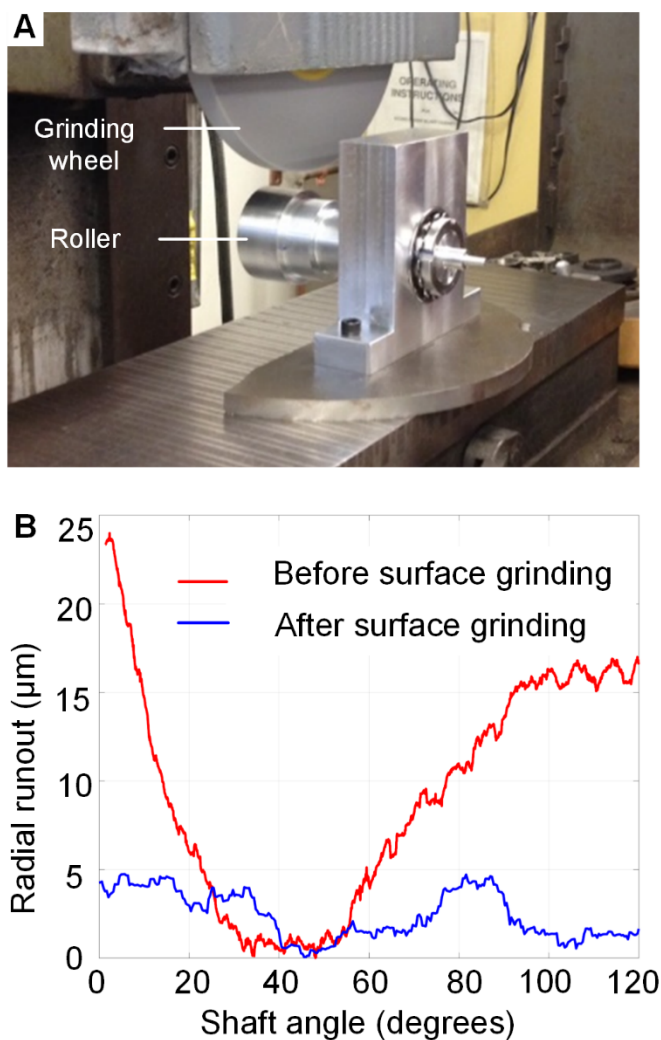 A
OPERATING
INSTRUCTIONS
Grinding
wheel
Roller
B
25
20
15
10
5
0
Radial runout (µm)
Before surface grinding
After surface grinding
0 20 40 60 80 100 120
Shaft angle (degrees)